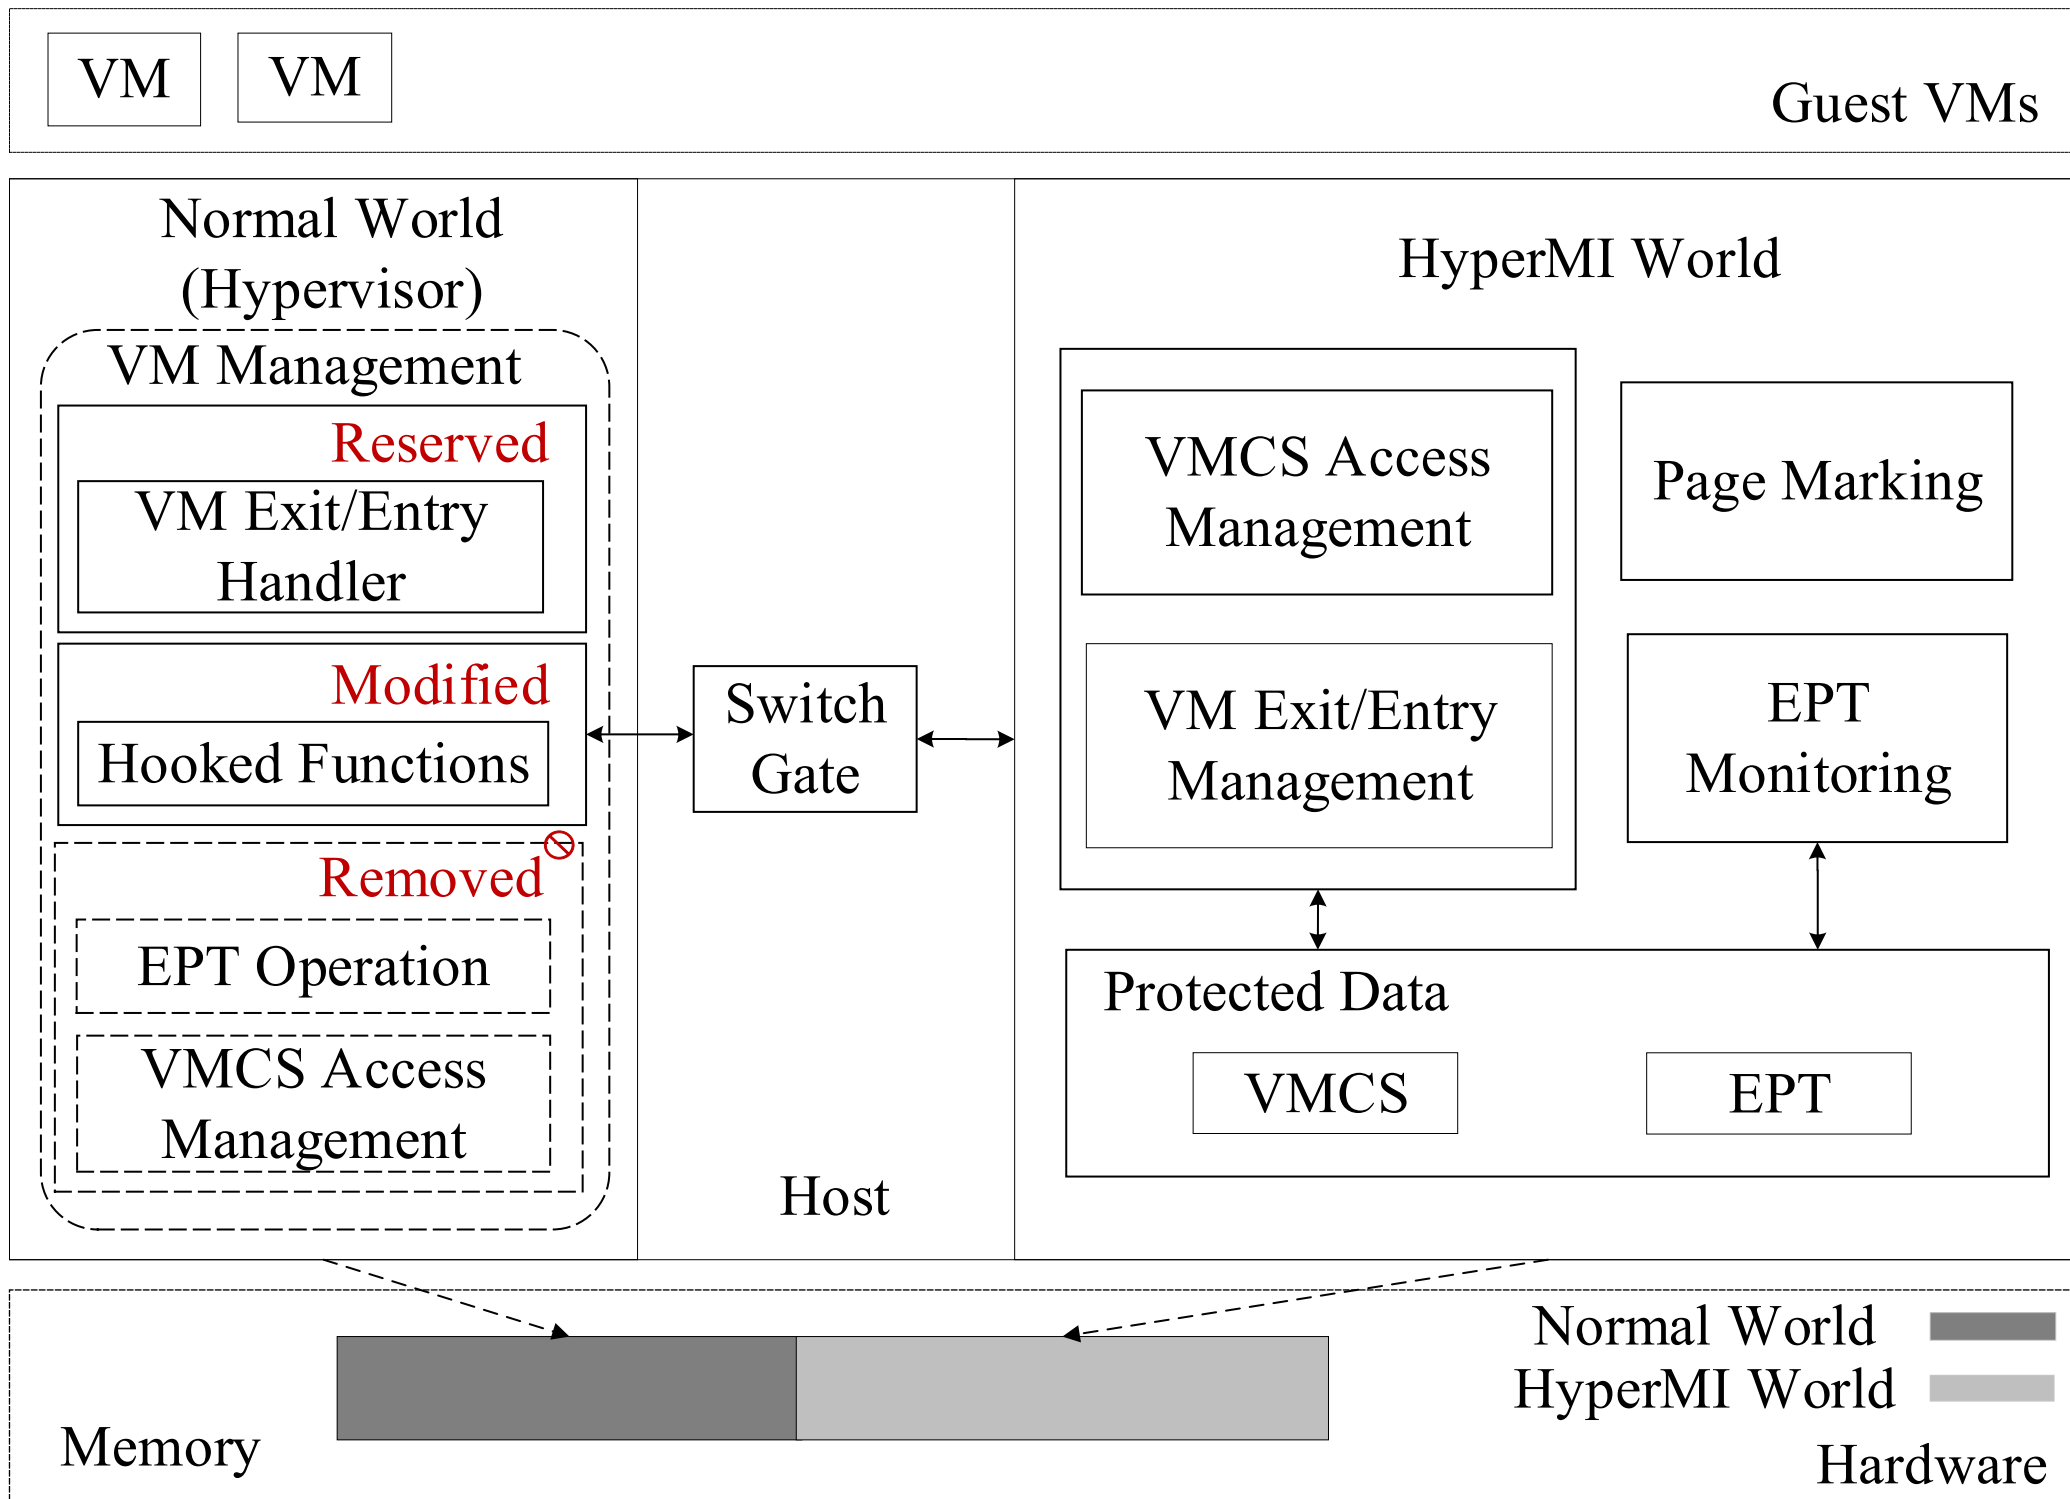 VM
VM
Guest VMs
Normal World
(Hypervisor)
VM Management
Reserved
VM Exit/Entry
Handler
Modified
Hooked Functions
Removed
EPT Operation
VMCS Access
Management
Switch
Gate
Host
HyperMI World
VMCS Access
Management
VM Exit/Entry
Management
Page Marking
EPT
Monitoring
Protected Data
VMCS
EPT
Normal World
HyperMI World
Memory
Hardware